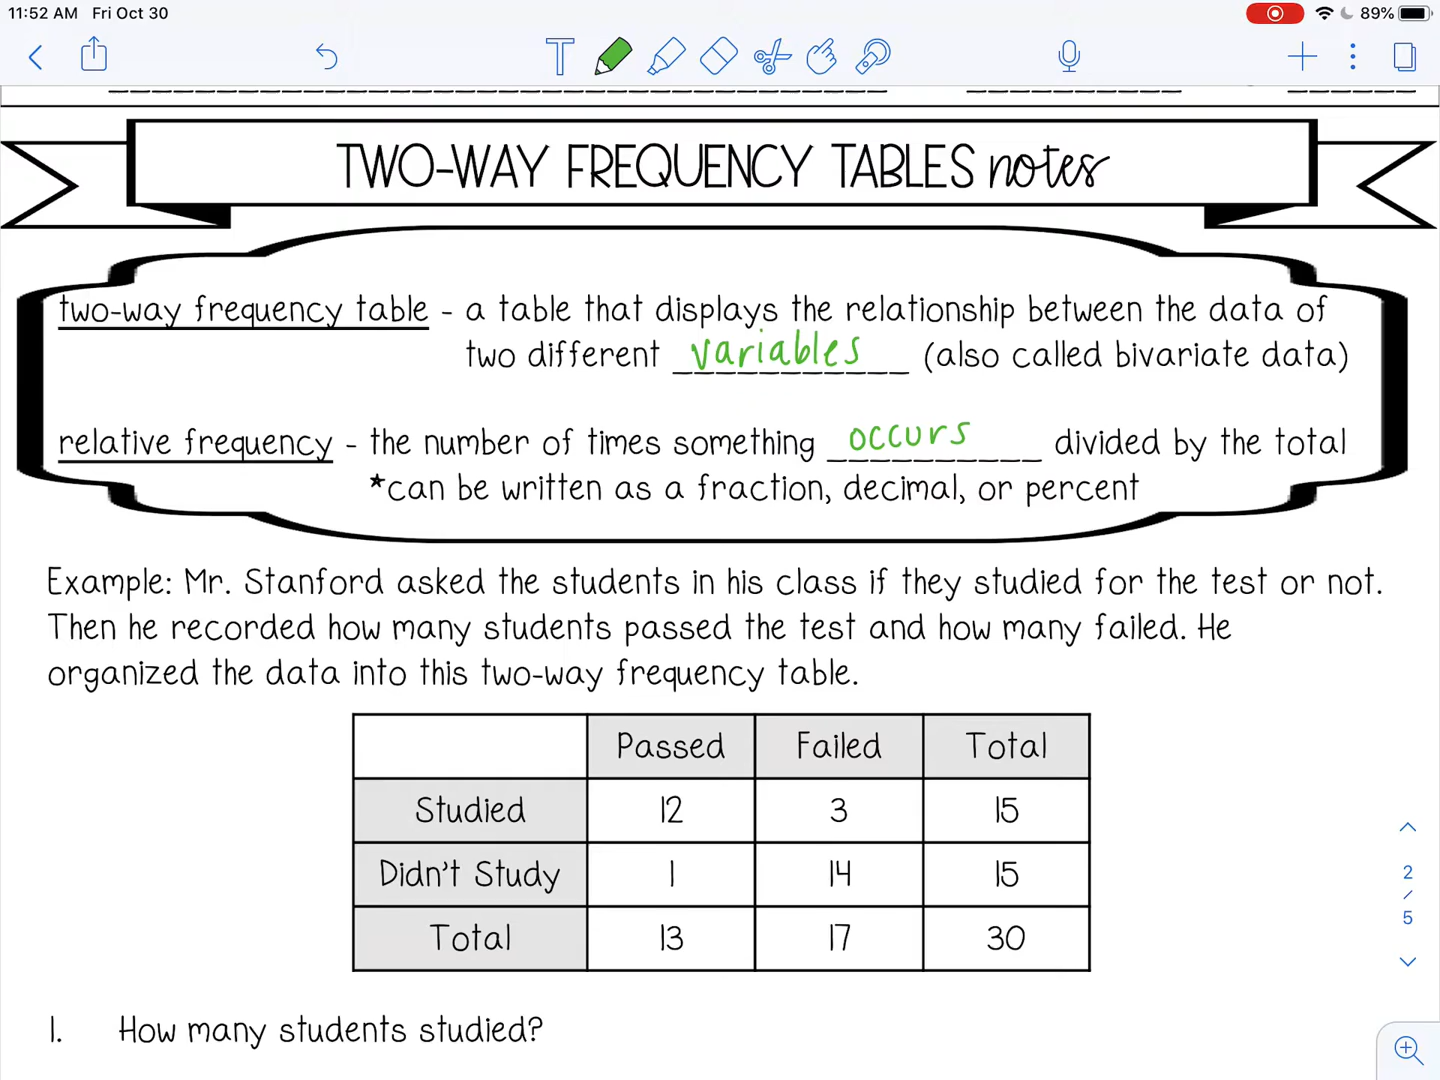 11:52 AM Fri Oct 30 89%
TWO-WAY FREQUENCY TABLES notes
two-way frequency table - a table that displays the relationship between the data of
two different variables (also called bivariate data)
relative frequency - the number of times something occurs divided by the total
*can be written as a fraction, decimal, or percent
Example: Mr. Stanford asked the students in his class if they studied for the test or not.
Then he recorded how many students passed the test and how many failed. He
organized the data into this two-way frequency table.
Passed Failed Total
Studied 12 3 15
Didn't Study 1 14 15
Total 13 17 30
2
/
5
1. How many students studied?